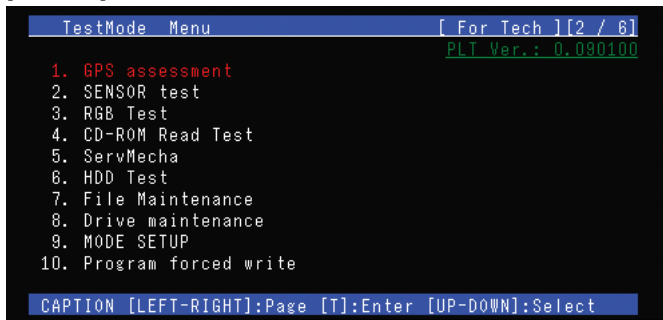 TestMode Menu [ For Tech ][2 / 6]
PLT Ver.: 0.090100
1. GPS assessment
2. SENSOR test
3. RGB Test
4. CD-ROM Read Test
5. ServMecha
6. HDD Test
7. File Maintenance
8. Drive maintenance
9. MODE SETUP
10. Program forced write
CAPTION [LEFT-RIGHT]:Page [T]:Enter [UP-DOWN]:Select